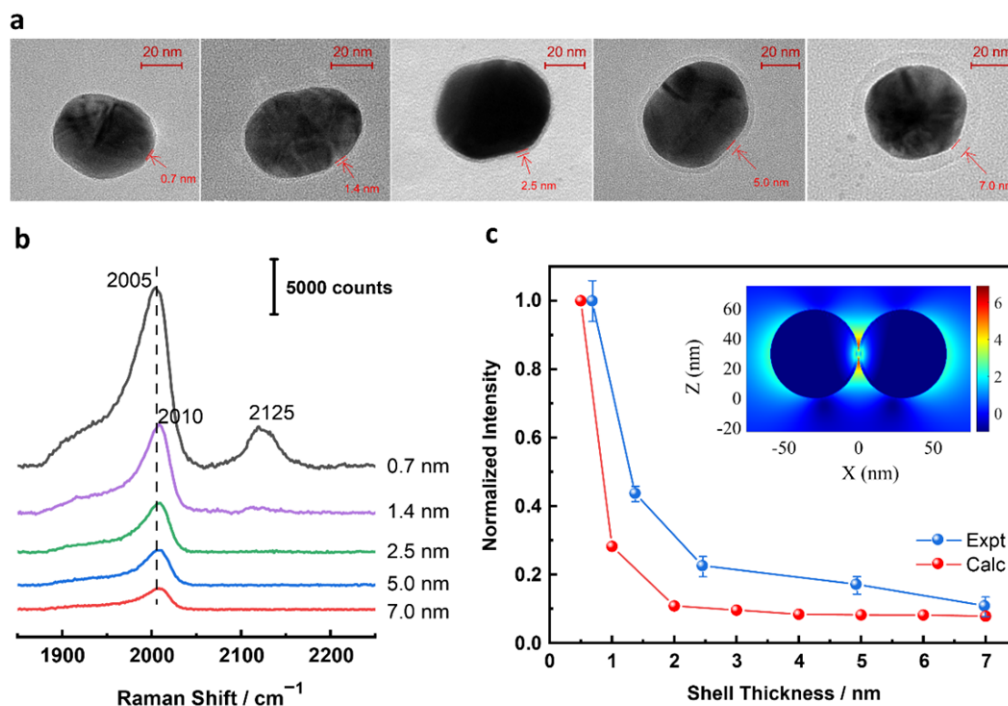 a
20 nm
20 nm
20 nm
20 nm
20 nm
0.7 nm
1.4 nm
2.5 nm
5.0 nm
7.0 nm
b
2005
5000 counts
2010
2125
0.7 nm
1.4 nm
2.5 nm
5.0 nm
7.0 nm
1900 2000 2100 2200
Raman Shift / cm⁻¹
c
1.0
0.8
0.6
0.4
0.2
0.0
Normalized Intensity
80
60
40
20
0
-20
Z (nm)
-50 0 50
X (nm)
6
4
2
0
Expt
Calc
0 1 2 3 4 5 6 7
Shell Thickness / nm